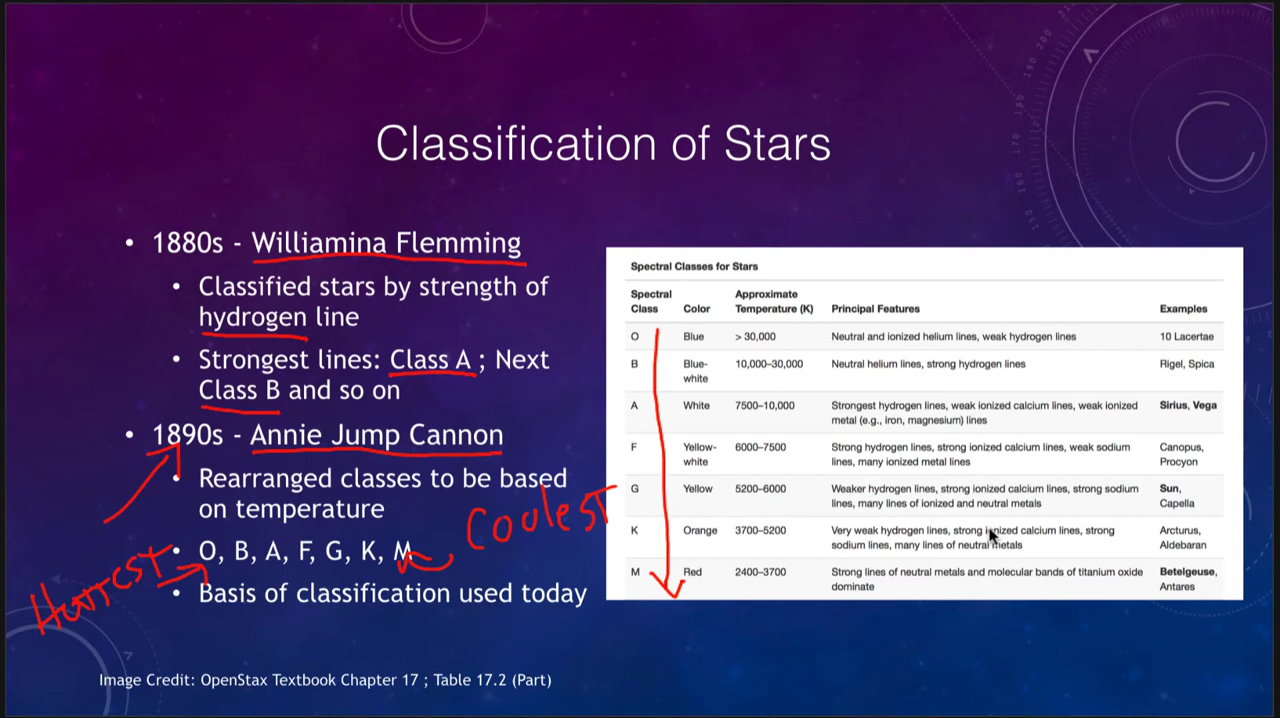 Classification of Stars
• 1880s - Williamina Flemming
• Classified stars by strength of
hydrogen line
• Strongest lines: Class A ; Next
Class B and so on
• 1890s - Annie Jump Cannon
• Rearranged classes to be based
on temperature
• O, B, A, F, G, K, M
Hottest
Coolest
• Basis of classification used today
Image Credit: OpenStax Textbook Chapter 17 ; Table 17.2 (Part)
Spectral Classes for Stars
Spectral Class Color Approximate Temperature (K) Principal Features Examples
O Blue > 30,000 Neutral and ionized helium lines, weak hydrogen lines 10 Lacertae
B Blue-white 10,000–30,000 Neutral helium lines, strong hydrogen lines Rigel, Spica
A White 7500–10,000 Strongest hydrogen lines, weak ionized calcium lines, weak ionized metal (e.g., iron, magnesium) lines Sirius, Vega
F Yellow-white 6000–7500 Strong hydrogen lines, strong ionized calcium lines, weak sodium lines, many ionized metal lines Canopus, Procyon
G Yellow 5200–6000 Weaker hydrogen lines, strong ionized calcium lines, strong sodium lines, many lines of ionized and neutral metals Sun, Capella
K Orange 3700–5200 Very weak hydrogen lines, strong ionized calcium lines, strong sodium lines, many lines of neutral metals Arcturus, Aldebaran
M Red 2400–3700 Strong lines of neutral metals and molecular bands of titanium oxide dominate Betelgeuse, Antares
160
170
180
190
200
210